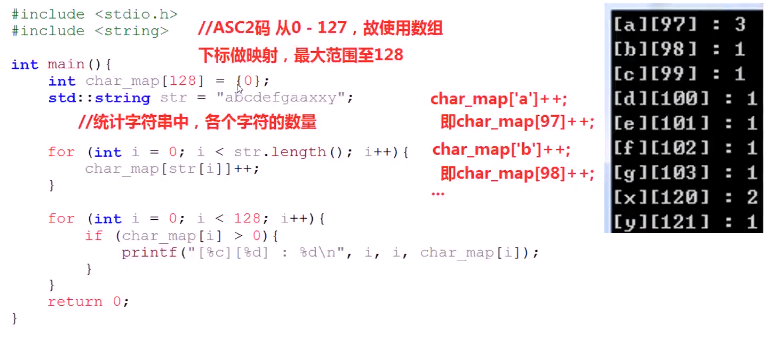 #include <stdio.h>
#include <string>
//ASC2码 从0 - 127，故使用数组
下标做映射，最大范围至128
int main(){
int char_map[128] = {0};
std::string str = "abcdefgaaxxy";
//统计字符串中，各个字符的数量
for (int i = 0; i < str.length(); i++){
char_map[str[i]]++;
}
for (int i = 0; i < 128; i++){
if (char_map[i] > 0){
printf("[%c][%d] : %d\n", i, i, char_map[i]);
}
}
return 0;
}
char_map['a']++;
即char_map[97]++;
char_map['b']++;
即char_map[98]++;
...
[a][97] : 3
[b][98] : 1
[c][99] : 1
[d][100] : 1
[e][101] : 1
[f][102] : 1
[g][103] : 1
[x][120] : 2
[y][121] : 1